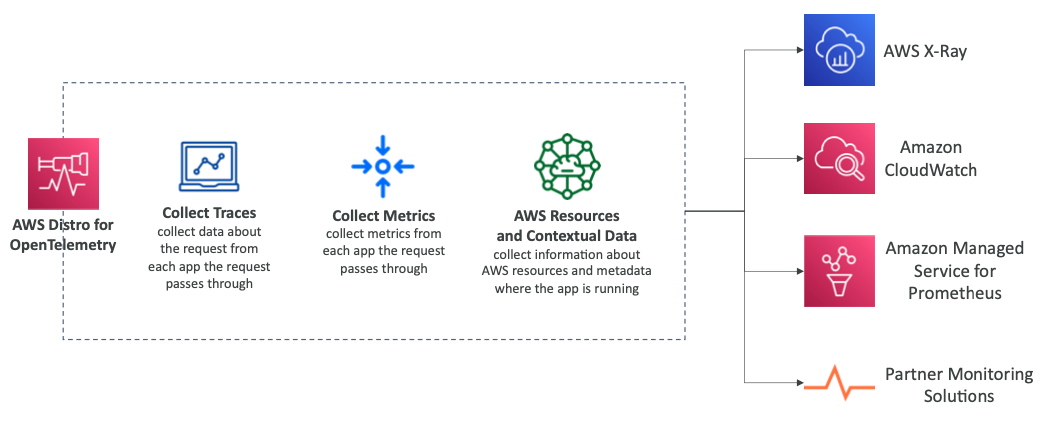 AWS Distro for
OpenTelemetry
Collect Traces
collect data about
the request from
each app the request
passes through
Collect Metrics
collect metrics from
each app the request
passes through
AWS Resources
and Contextual Data
collect information about
AWS resources and metadata
where the app is running
AWS X-Ray
Amazon
CloudWatch
Amazon Managed
Service for
Prometheus
Partner Monitoring
Solutions